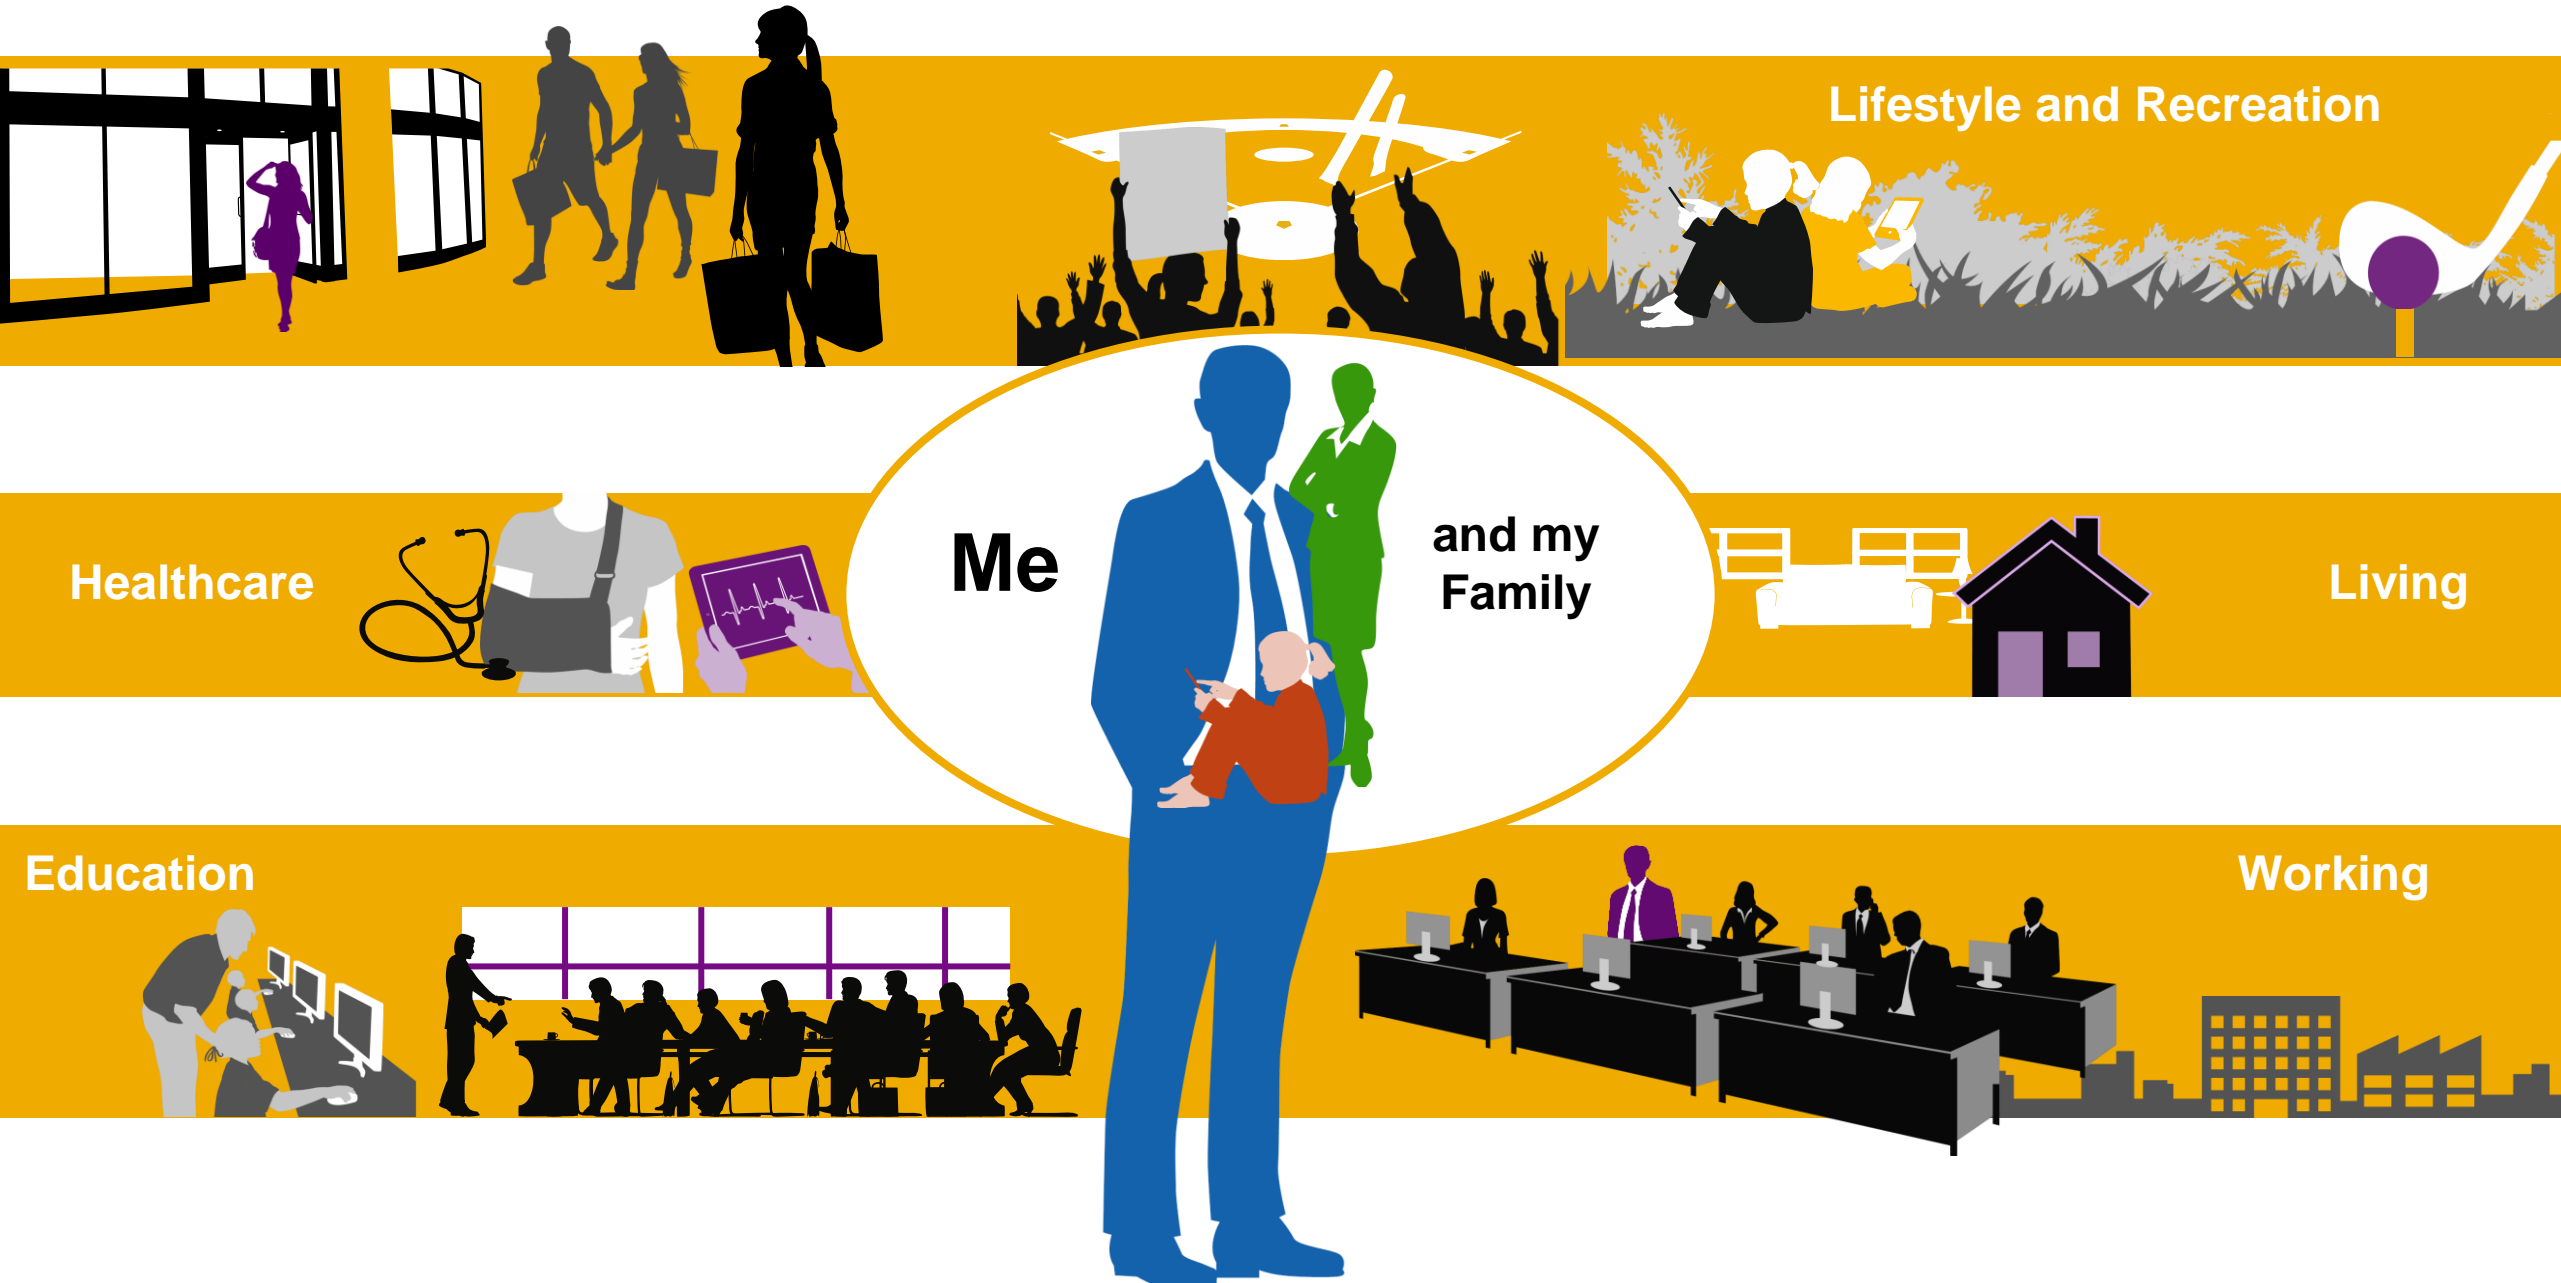 Lifestyle and Recreation
Me
and my
Family
Healthcare
Living
Education
Working